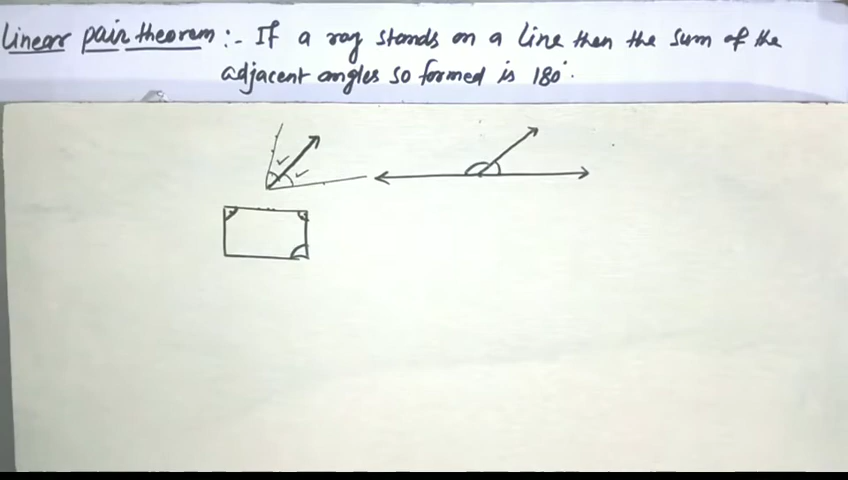 Linear pair theorem :- If a ray stands on a line then the sum of the
adjacent angles so formed is 180°.